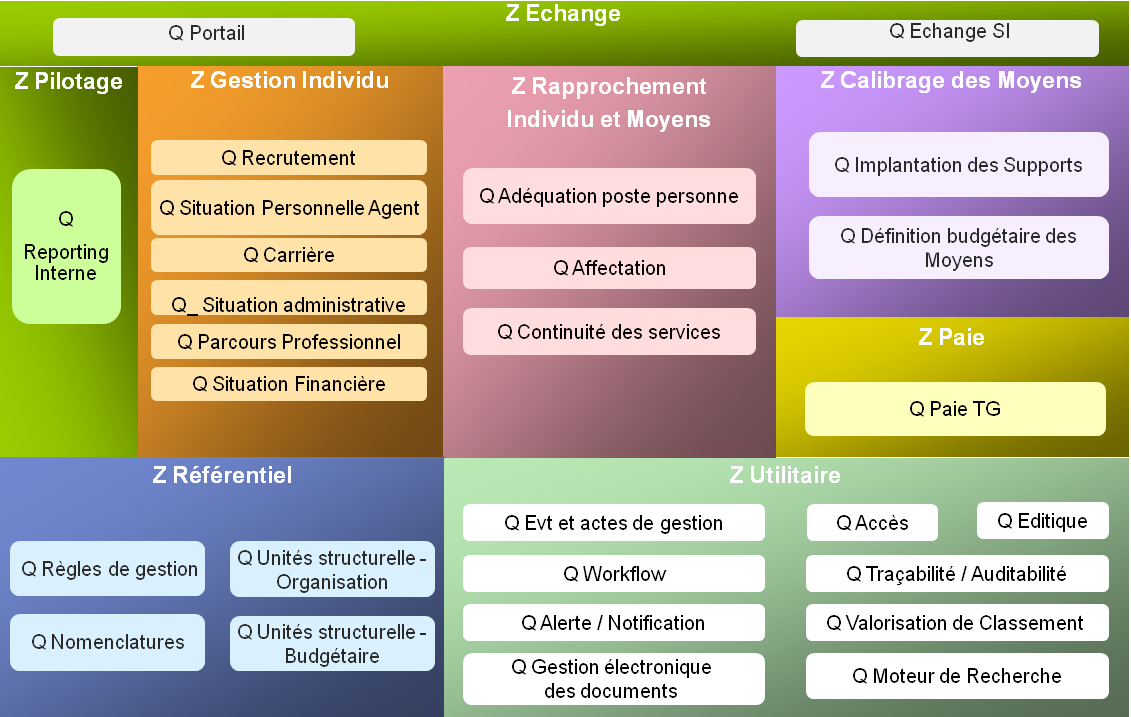 Z Echange
Q Portail
Q Echange SI
Z Pilotage
Q
Reporting
Interne
Z Gestion Individu
Q Recrutement
Q Situation Personnelle Agent
Q Carrière
Q_ Situation administrative
Q Parcours Professionnel
Q Situation Financière
Z Rapprochement
Individu et Moyens
Q Adéquation poste personne
Q Affectation
Q Continuité des services
Z Calibrage des Moyens
Q Implantation des Supports
Q Définition budgétaire des
Moyens
Z Paie
Q Paie TG
Z Référentiel
Q Règles de gestion
Q Unités structurelle -
Organisation
Q Nomenclatures
Q Unités structurelle -
Budgétaire
Z Utilitaire
Q Evt et actes de gestion
Q Accès
Q Editique
Q Workflow
Q Traçabilité / Auditabilité
Q Alerte / Notification
Q Valorisation de Classement
Q Gestion électronique
des documents
Q Moteur de Recherche